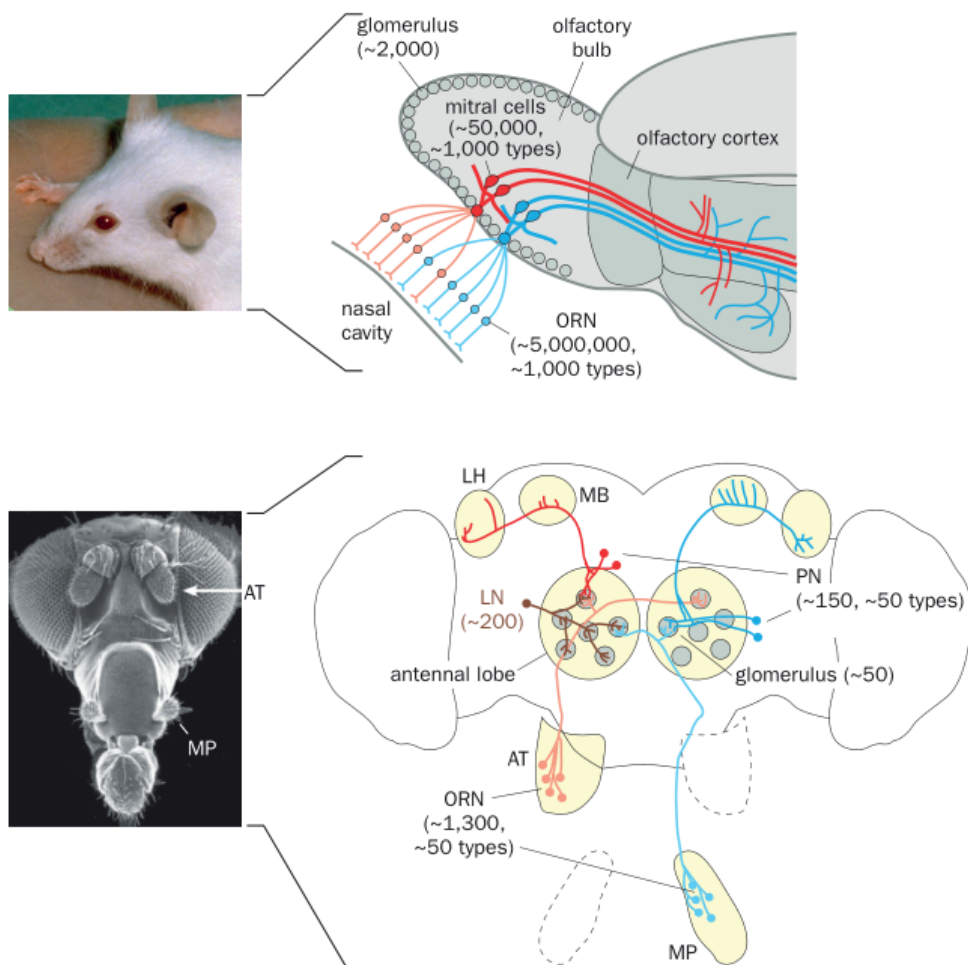 glomerulus
(~2,000)
olfactory
bulb
mitral cells
(~50,000,
~1,000 types)
olfactory cortex
nasal
cavity
ORN
(~5,000,000,
~1,000 types)
LH
MB
AT
PN
(~150, ~50 types)
LN
(~200)
antennal lobe
glomerulus (~50)
MP
AT
ORN
(~1,300,
~50 types)
MP